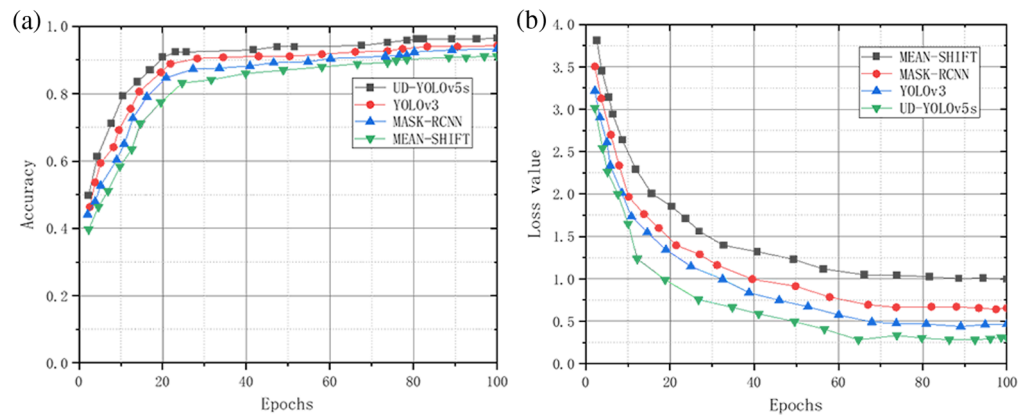 (a)
1.0
0.8
0.6
0.4
0.2
0.0
Accuracy
UD-YOLOv5s
YOLOv3
MASK-RCNN
MEAN-SHIFT
0
20
40
60
80
100
Epochs
(b)
4.0
3.5
3.0
2.5
2.0
1.5
1.0
0.5
0.0
Loss value
MEAN-SHIFT
MASK-RCNN
YOLOv3
UD-YOLOv5s
0
20
40
60
80
100
Epochs